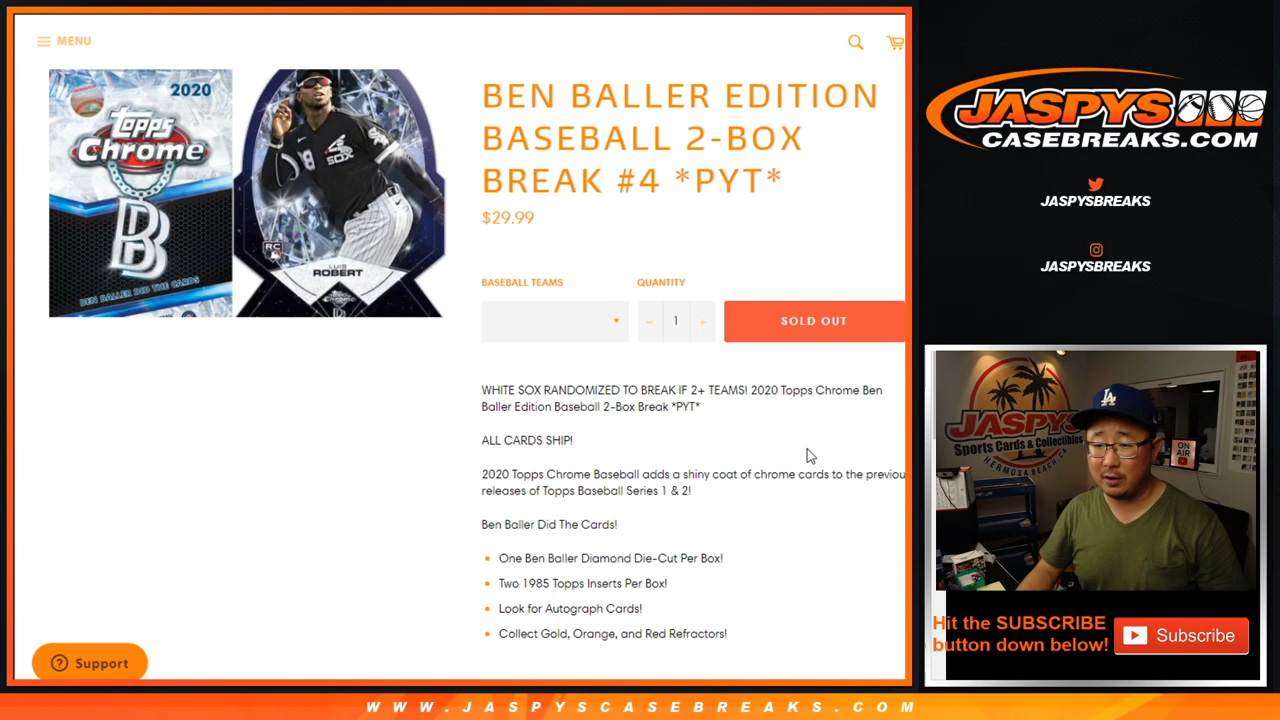 MENU
2020
Topps
Chrome
BEN BALLER DID THE CARDS
SOX
RC
LUIS
ROBERT
BEN BALLER EDITION
BASEBALL 2-BOX
BREAK #4 *PYT*
$29.99
BASEBALL TEAMS
QUANTITY
− 1 +
SOLD OUT
WHITE SOX RANDOMIZED TO BREAK IF 2+ TEAMS! 2020 Topps Chrome Ben
Baller Edition Baseball 2-Box Break *PYT*
ALL CARDS SHIP!
2020 Topps Chrome Baseball adds a shiny coat of chrome cards to the previou
releases of Topps Baseball Series 1 & 2!
Ben Baller Did The Cards!
One Ben Baller Diamond Die-Cut Per Box!
Two 1985 Topps Inserts Per Box!
Look for Autograph Cards!
Collect Gold, Orange, and Red Refractors!
Support
JASPYS
CASEBREAKS.COM
JASPYSBREAKS
JASPYSBREAKS
JASPYS
Sports Cards & Collectibles
HERMOSA BEACH
LA
ON
AIR
Hit the SUBSCRIBE
button down below!
Subscribe
WWW.JASPYSCASEBREAKS.COM